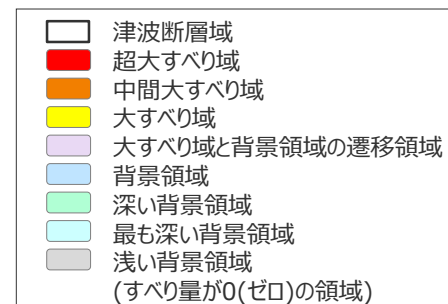 津波断層域
超大すべり域
中間大すべり域
大すべり域
大すべり域と背景領域の遷移領域
背景領域
深い背景領域
最も深い背景領域
浅い背景領域
(すべり量が0(ゼロ)の領域)